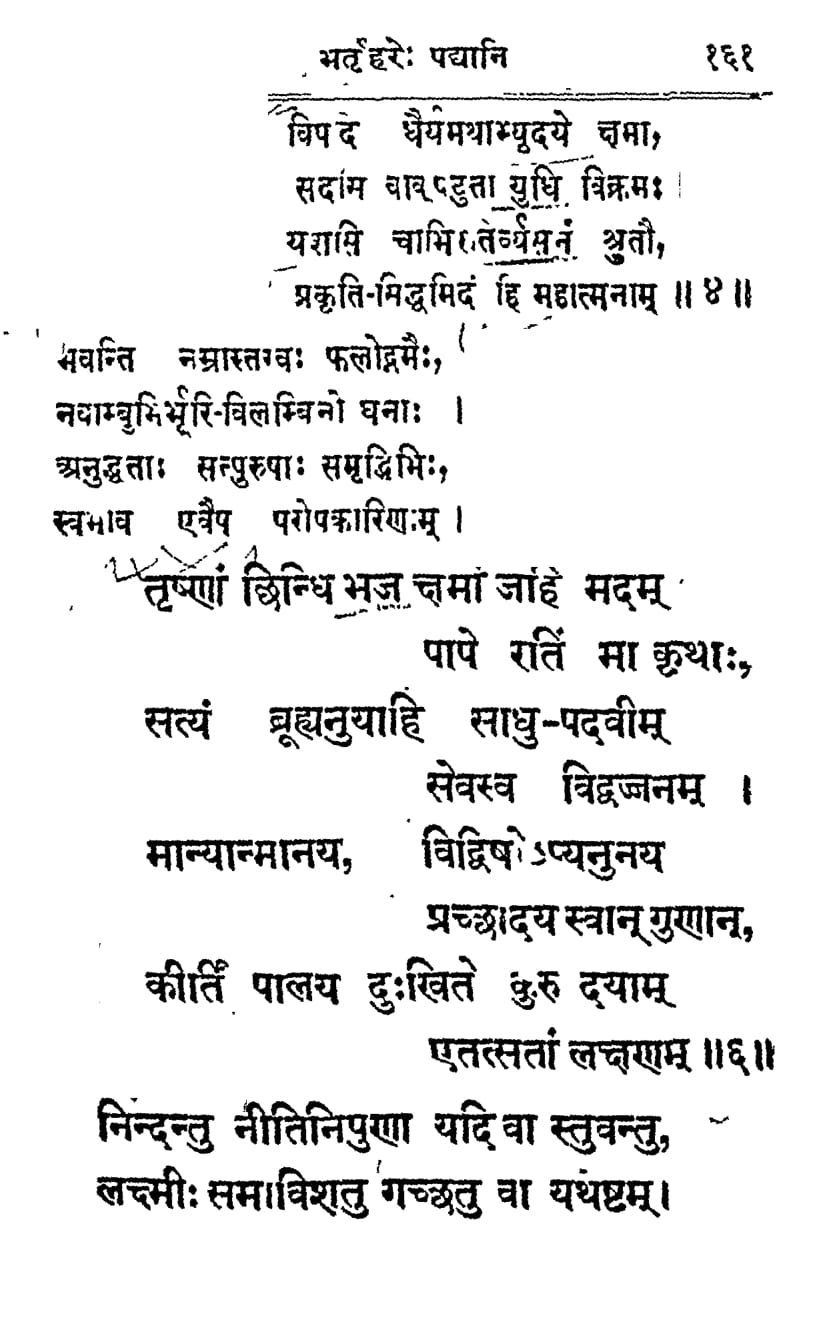 भर्तृहरेः पद्यानि १६१
विपदि धैर्यमथाभ्युदये क्षमा,
सदसि वाक्पटुता युधि विक्रमः ।
यशसि चाभिरुचिर्व्यसनं श्रुतौ,
प्रकृति-सिद्धमिदं हि महात्मनाम् ॥ ४ ॥
भवन्ति नम्रास्तरवः फलोद्गमैः,
नवाम्बुभिर्भूरि-विलम्बिनो घनाः ।
अनुद्धताः सत्पुरुषाः समृद्धिभिः,
स्वभाव एवैष परोपकारिणाम् ।
तृष्णां छिन्धि भज क्षमां जहि मदम्
पापे रतिं मा कृथाः,
सत्यं ब्रूह्यनुयाहि साधु-पदवीम्
सेवस्व विद्वज्जनम् ।
मान्यान्मानय, विद्विषोऽप्यनुनय
प्रच्छादय स्वान् गुणान्,
कीर्तिं पालय दुःखिते कुरु दयाम्
एतत्सतां लक्षणम् ॥६॥
निन्दन्तु नीतिनिपुणा यदि वा स्तुवन्तु,
लक्ष्मीः समाविशतु गच्छतु वा यथेष्टम् ।